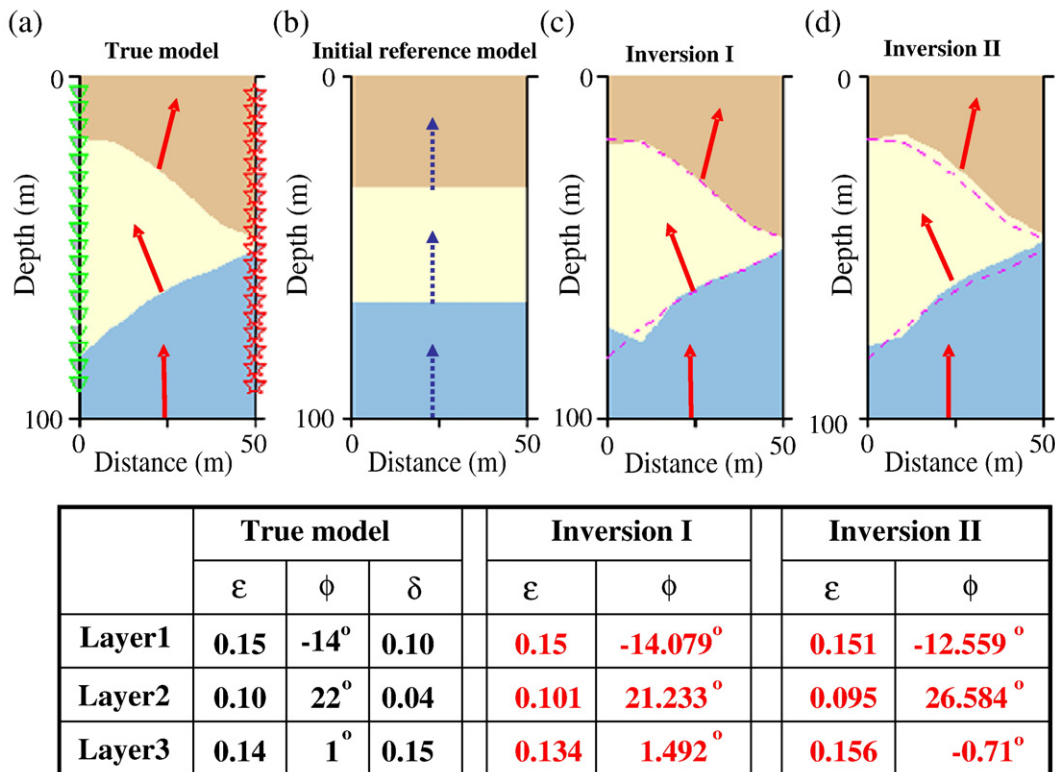 (a) (b) (c) (d)
True model Initial reference model Inversion I Inversion II
0 0 0 0
Depth (m) Depth (m) Depth (m) Depth (m)
100 100 100 100
0 50 0 50 0 50 0 50
Distance (m) Distance (m) Distance (m) Distance (m)
True model Inversion I Inversion II
ε ϕ δ ε ϕ ε ϕ
Layer1 0.15 -14° 0.10 0.15 -14.079° 0.151 -12.559°
Layer2 0.10 22° 0.04 0.101 21.233° 0.095 26.584°
Layer3 0.14 1° 0.15 0.134 1.492° 0.156 -0.71°